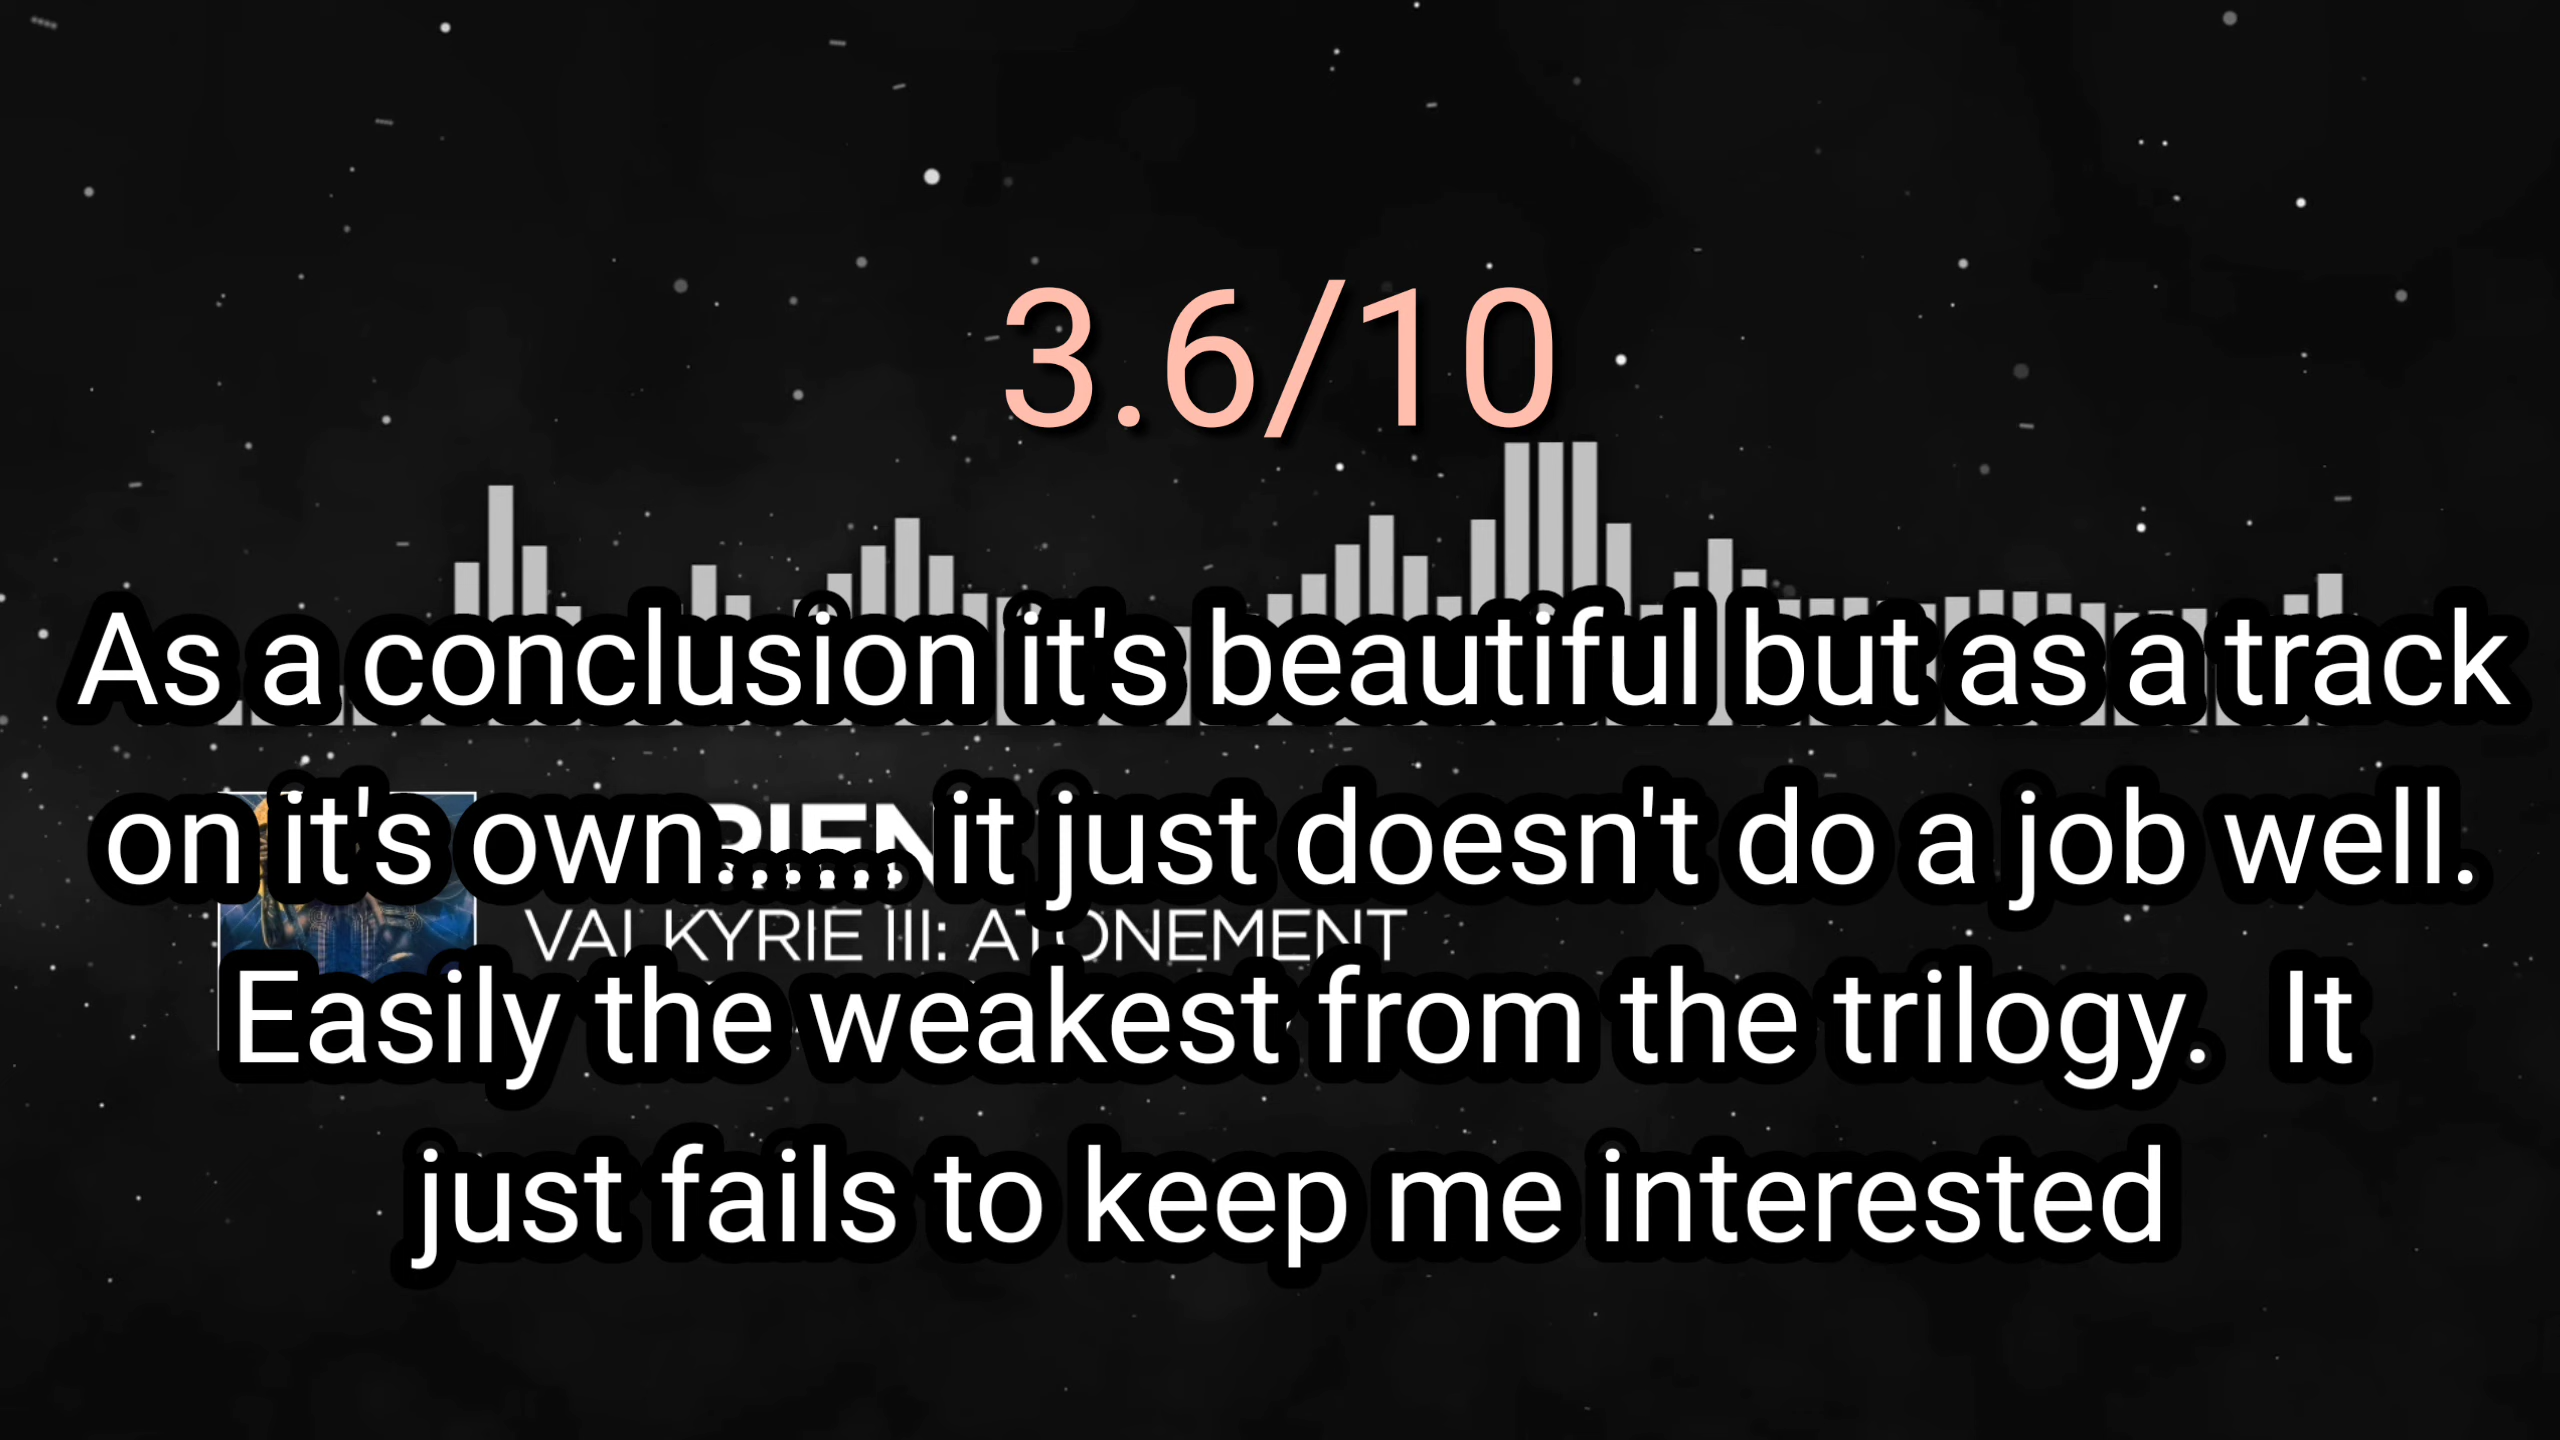 3.6/10
As a conclusion it's beautiful but as a track
on it's own...... it just doesn't do a job well.
VALKYRIE III: ATONEMENT
Easily the weakest from the trilogy.  It
just fails to keep me interested